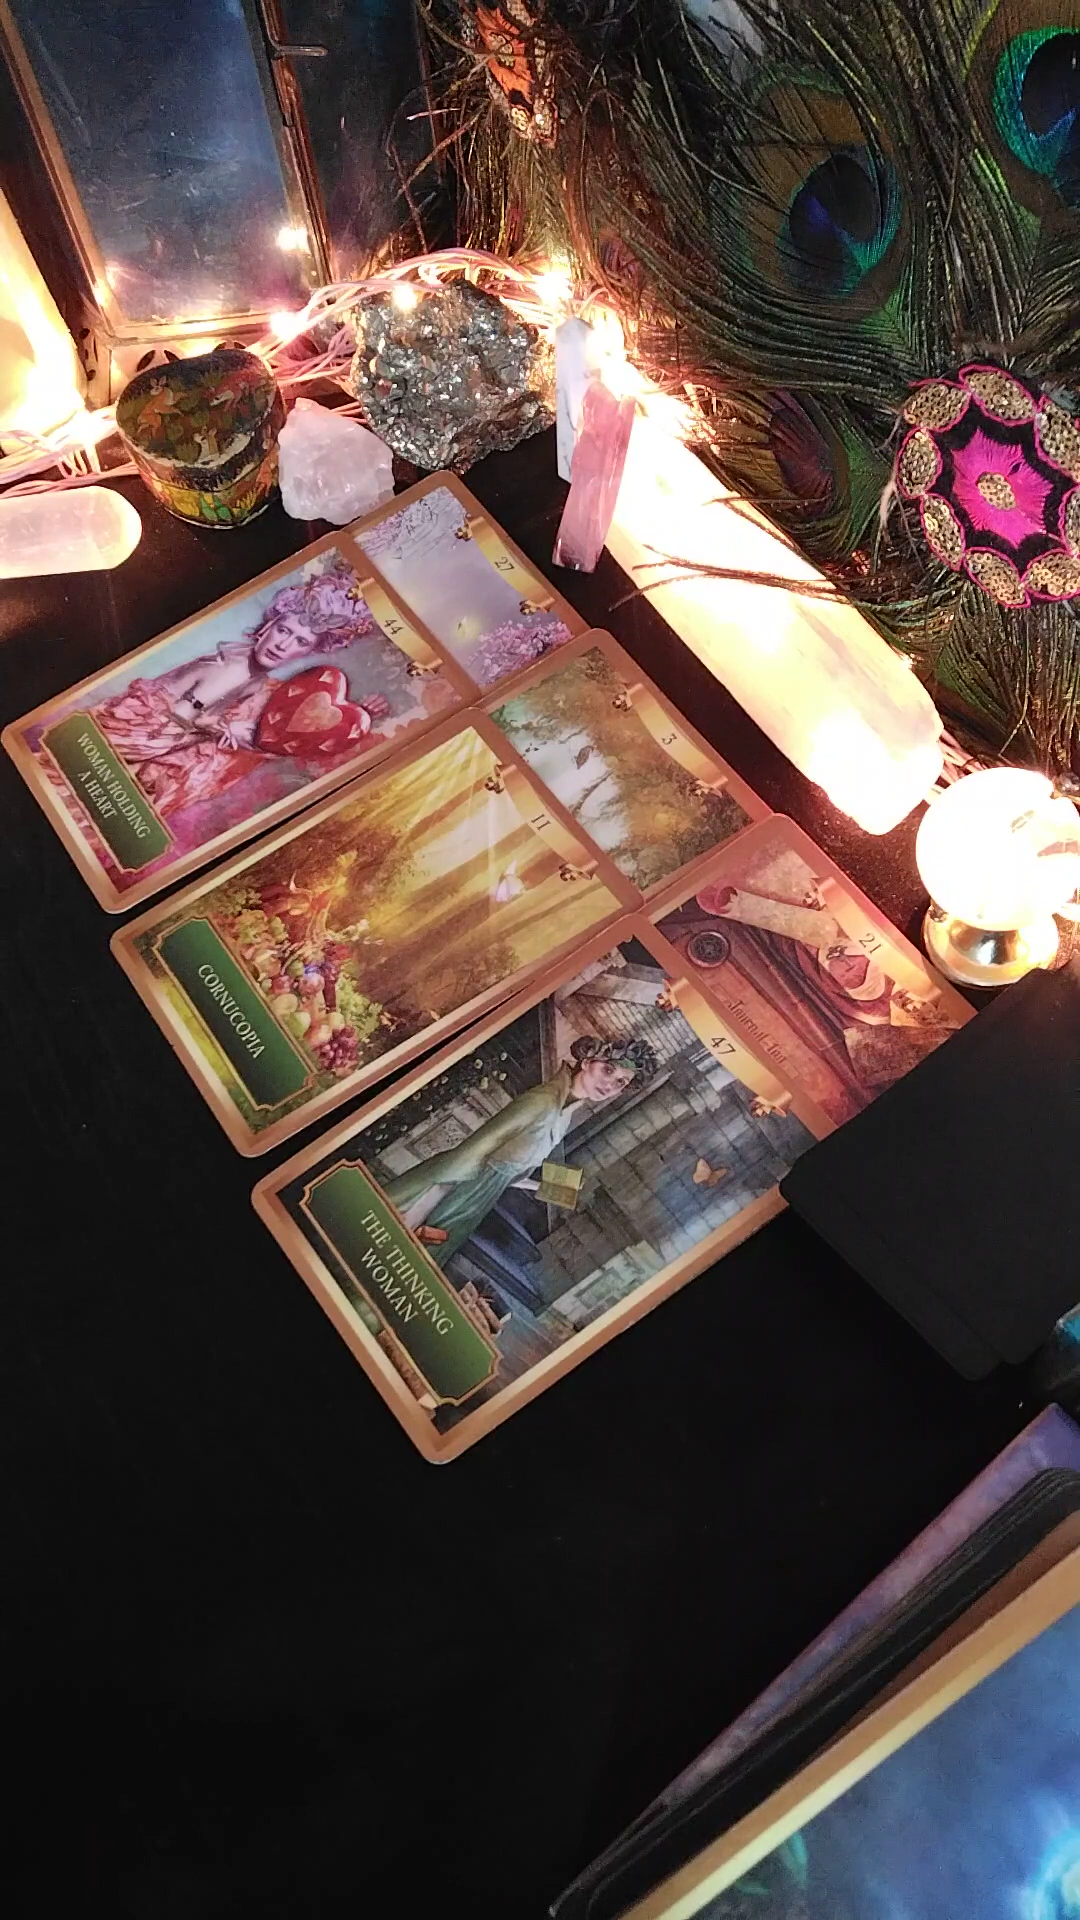 27
44
WOMAN HOLDING
A HEART
3
11
CORNUCOPIA
21
47
THE THINKING
WOMAN